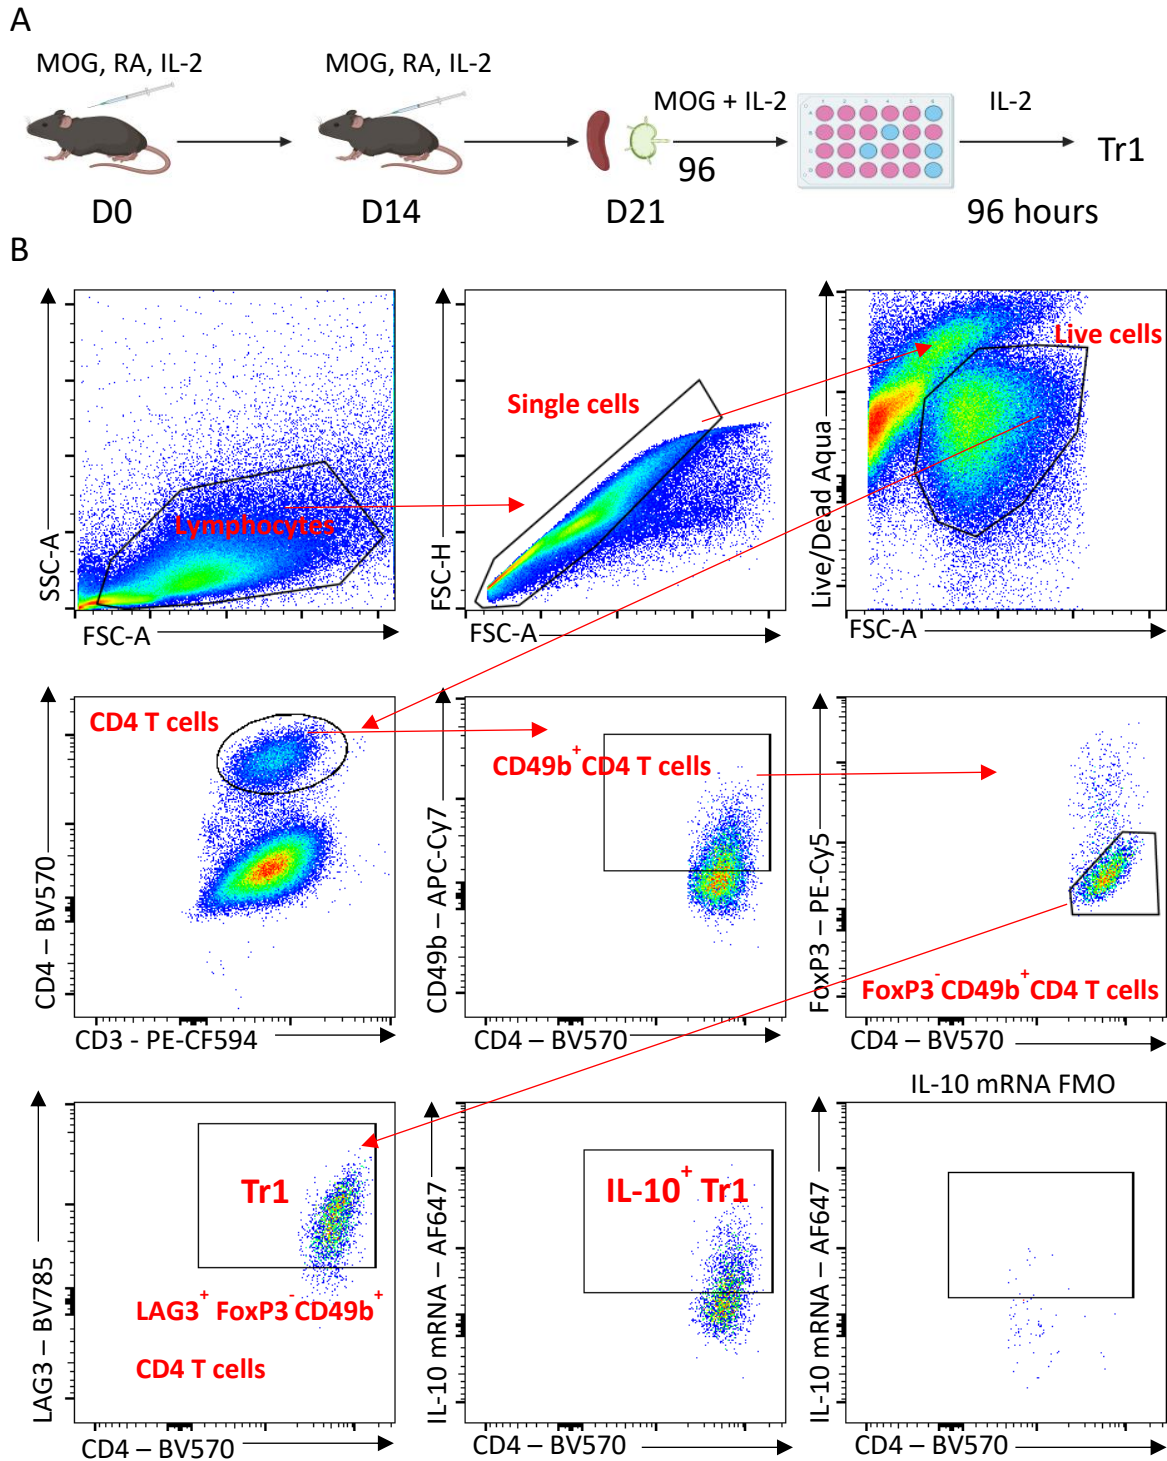 A
MOG, RA, IL-2
MOG, RA, IL-2
MOG + IL-2
IL-2
96
Tr1
D0
D14
D21
96 hours
B
SSC-A
Lymphocytes
FSC-A
FSC-H
Single cells
FSC-A
Live/Dead Aqua
Live cells
FSC-A
CD4 – BV570
CD4 T cells
CD3 - PE-CF594
CD49b – APC-Cy7
CD49b+ CD4 T cells
CD4 – BV570
FoxP3 – PE-Cy5
FoxP3- CD49b+ CD4 T cells
CD4 – BV570
LAG3 – BV785
Tr1
LAG3+ FoxP3- CD49b+
CD4 T cells
CD4 – BV570
IL-10 mRNA – AF647
IL-10+ Tr1
CD4 – BV570
IL-10 mRNA FMO
IL-10 mRNA – AF647
CD4 – BV570